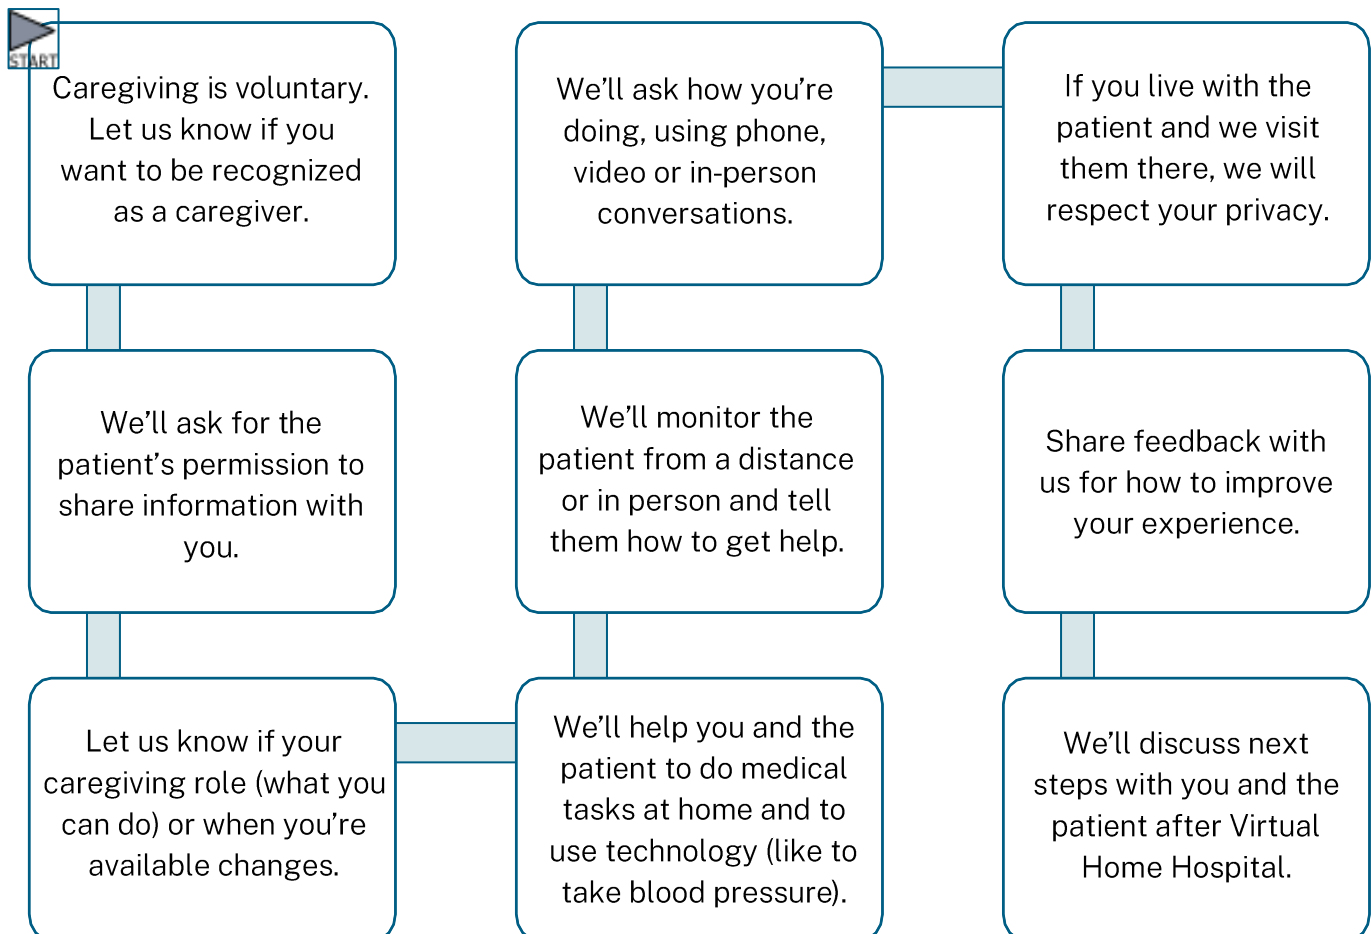 START
Caregiving is voluntary.
Let us know if you
want to be recognized
as a caregiver.
We’ll ask for the
patient’s permission to
share information with
you.
Let us know if your
caregiving role (what you
can do) or when you’re
available changes.
We’ll help you and the
patient to do medical
tasks at home and to
use technology (like to
take blood pressure).
We’ll monitor the
patient from a distance
or in person and tell
them how to get help.
We’ll ask how you’re
doing, using phone,
video or in-person
conversations.
If you live with the
patient and we visit
them there, we will
respect your privacy.
Share feedback with
us for how to improve
your experience.
We’ll discuss next
steps with you and the
patient after Virtual
Home Hospital.